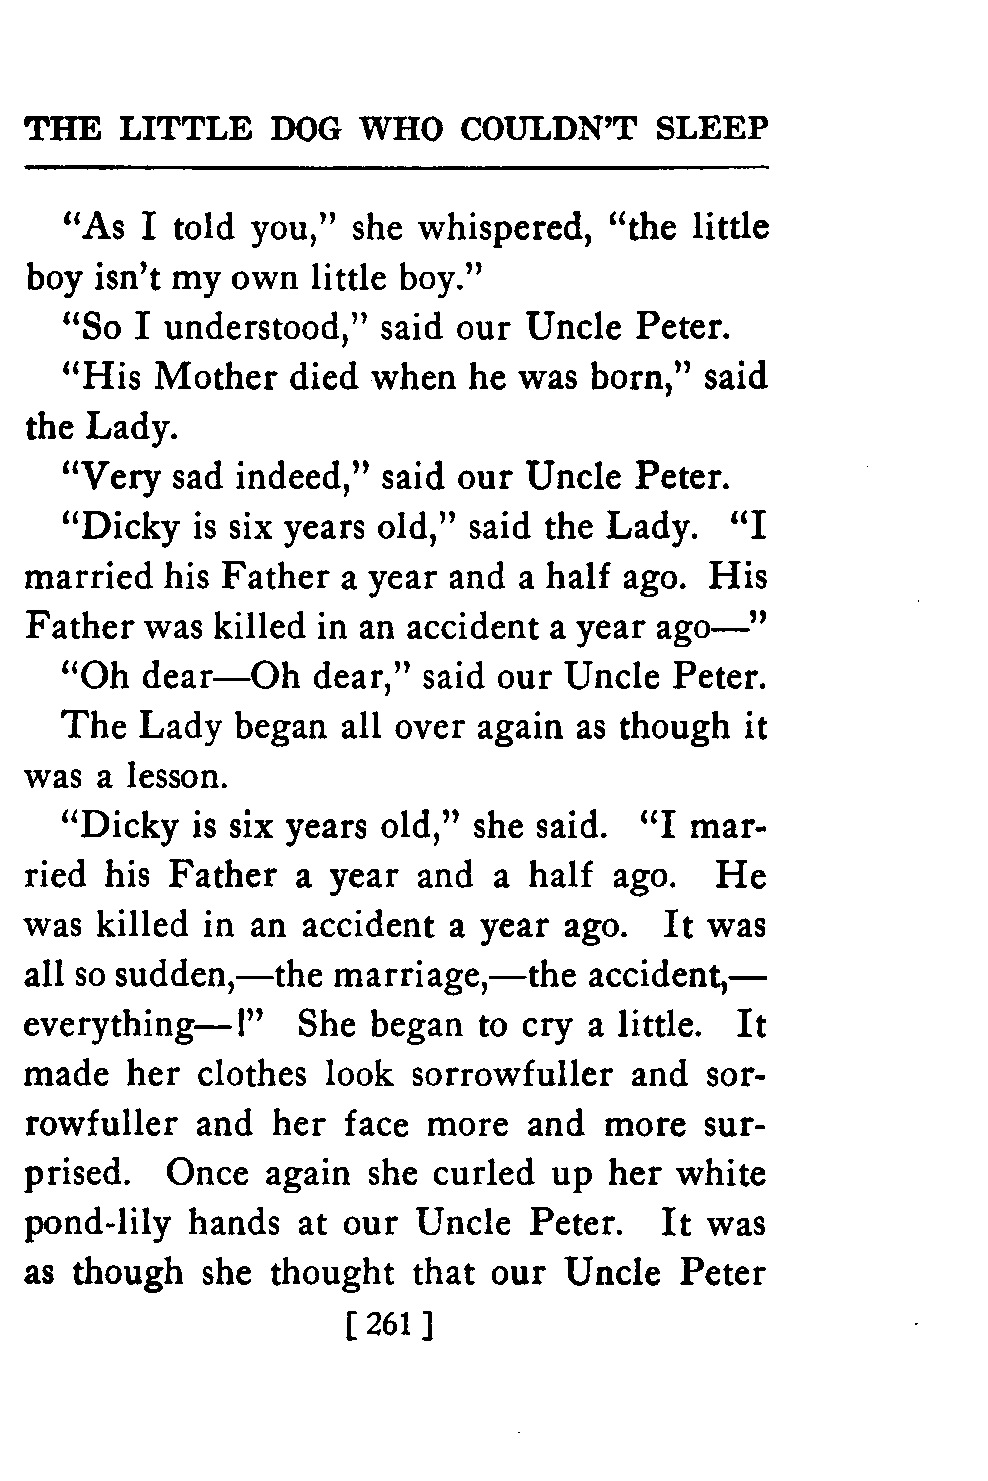 THE LITTLE DOG WHO COULDN'T SLEEP
“As I told you,” she whispered, “the little
boy isn't my own little boy.”
“So I understood,” said our Uncle Peter.
“His Mother died when he was born,” said
the Lady.
“Very sad indeed,” said our Uncle Peter.
“Dicky is six years old,” said the Lady. “I
married his Father a year and a half ago. His
Father was killed in an accident a year ago—”
“Oh dear—Oh dear,” said our Uncle Peter.
The Lady began all over again as though it
was a lesson.
“Dicky is six years old,” she said. “I mar-
ried his Father a year and a half ago. He
was killed in an accident a year ago. It was
all so sudden,—the marriage,—the accident,—
everything—!” She began to cry a little. It
made her clothes look sorrowfuller and sor-
rowfuller and her face more and more sur-
prised. Once again she curled up her white
pond-lily hands at our Uncle Peter. It was
as though she thought that our Uncle Peter
[ 261 ]